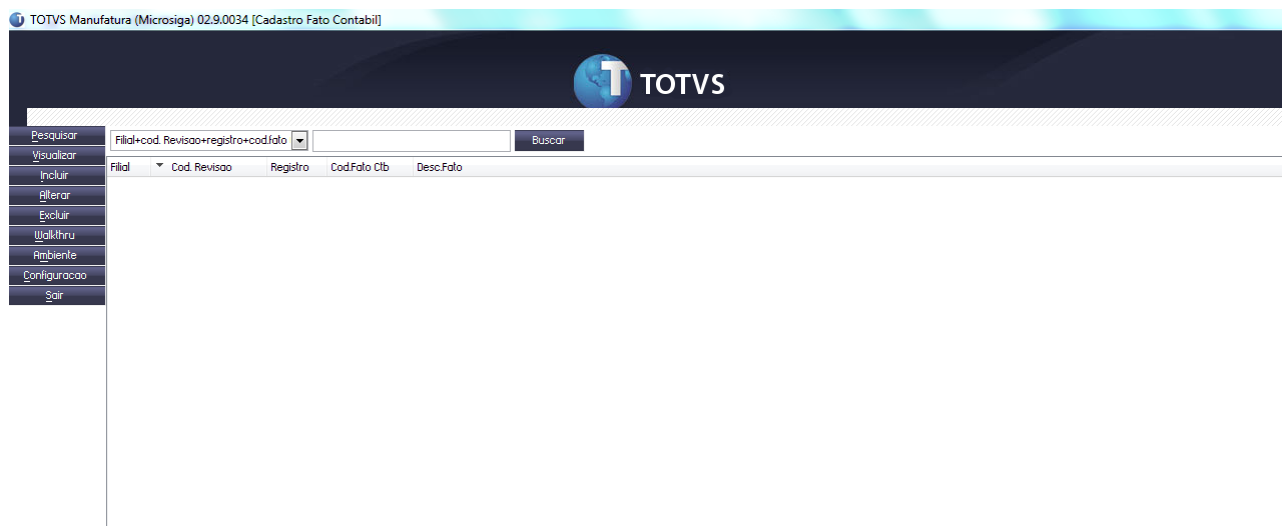 TOTVS Manufatura (Microsiga) 02.9.0034 [Cadastro Fato Contabil]
TOTVS
Pesquisar
Visualizar
Incluir
Alterar
Excluir
Walkthru
Ambiente
Configuracao
Sair
Filial+cod. Revisao+registro+cod.fato Buscar
Filial Cod. Revisao Registro Cod.Fato Ctb Desc.Fato